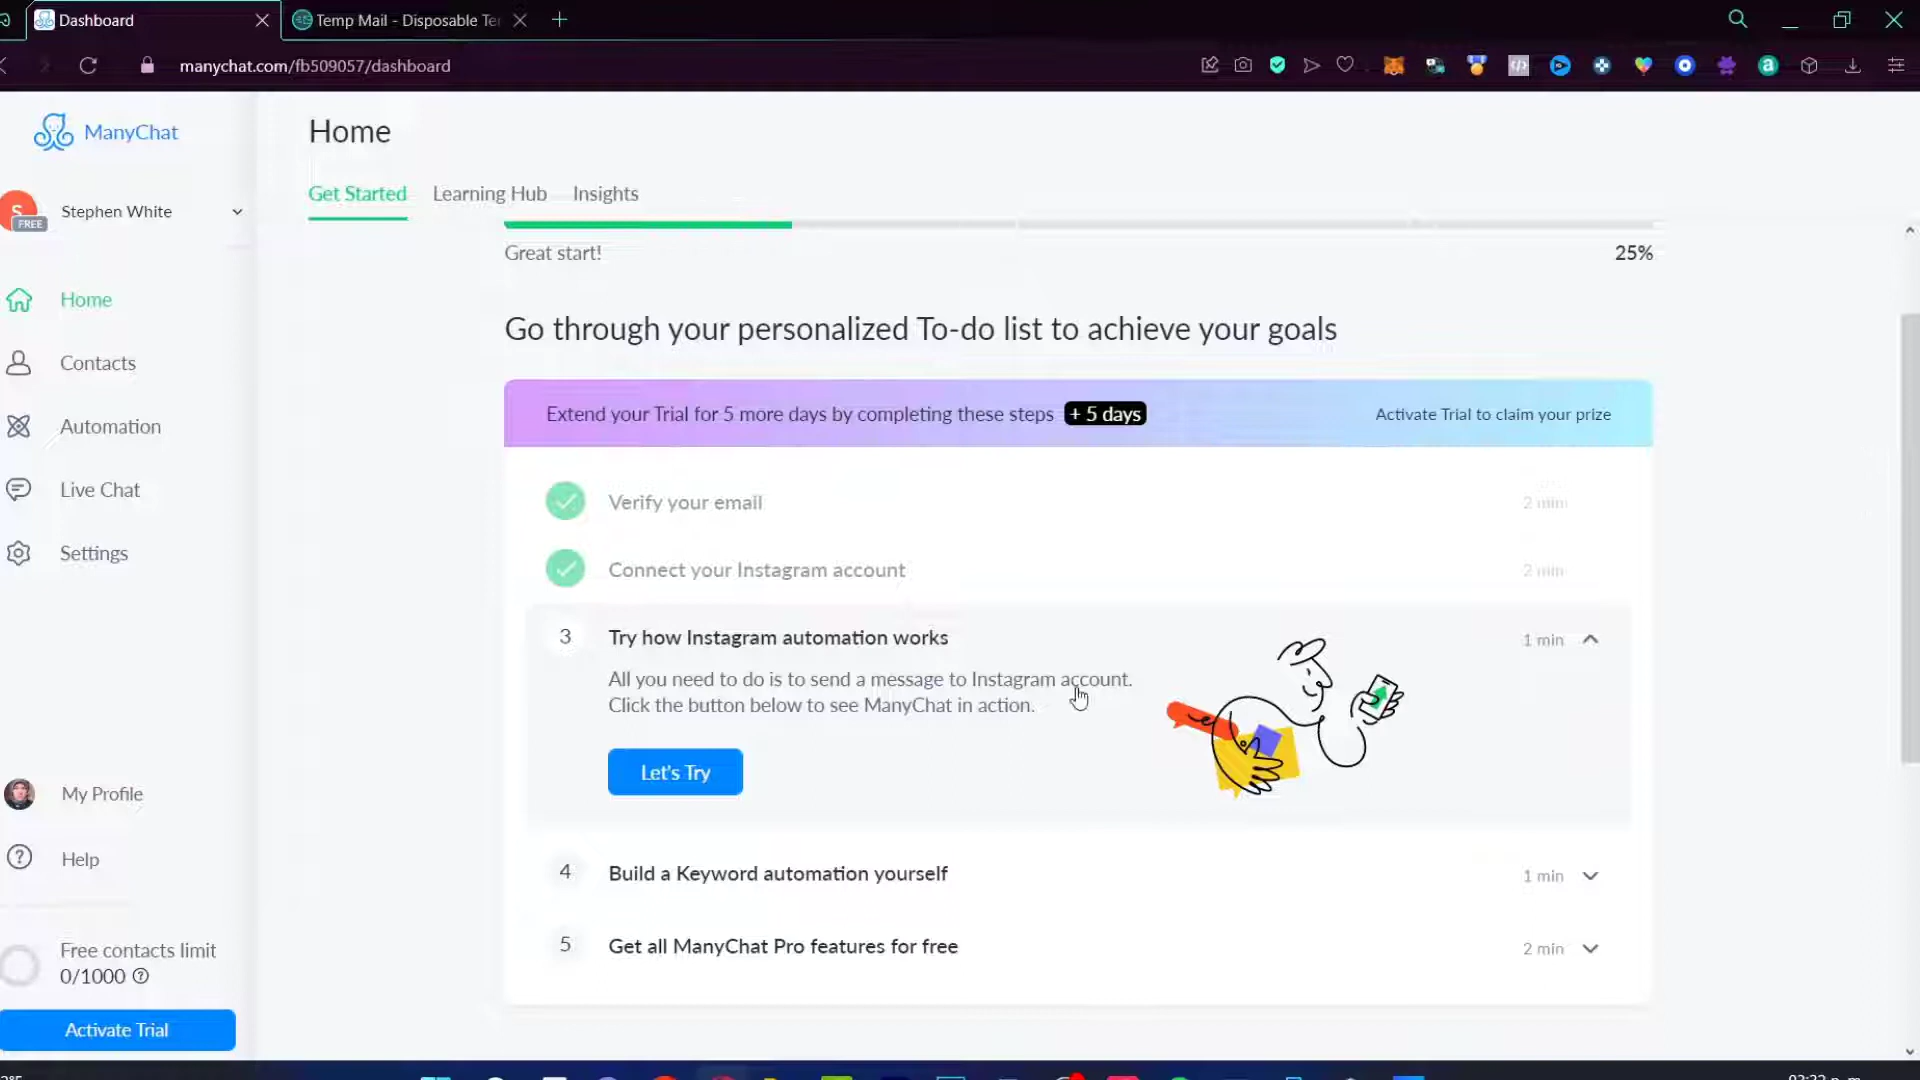 Dashboard
Temp Mail - Disposable Te
manychat.com/fb509057/dashboard
ManyChat
Home
Get Started
Learning Hub
Insights
S
FREE
Stephen White
Great start!
25%
Home
Contacts
Automation
Live Chat
Settings
My Profile
Help
Free contacts limit
0/1000
Activate Trial
Go through your personalized To-do list to achieve your goals
Extend your Trial for 5 more days by completing these steps + 5 days
Activate Trial to claim your prize
Verify your email
2 min
Connect your Instagram account
2 min
3
Try how Instagram automation works
1 min
All you need to do is to send a message to Instagram account.
Click the button below to see ManyChat in action.
Let's Try
4
Build a Keyword automation yourself
1 min
5
Get all ManyChat Pro features for free
2 min